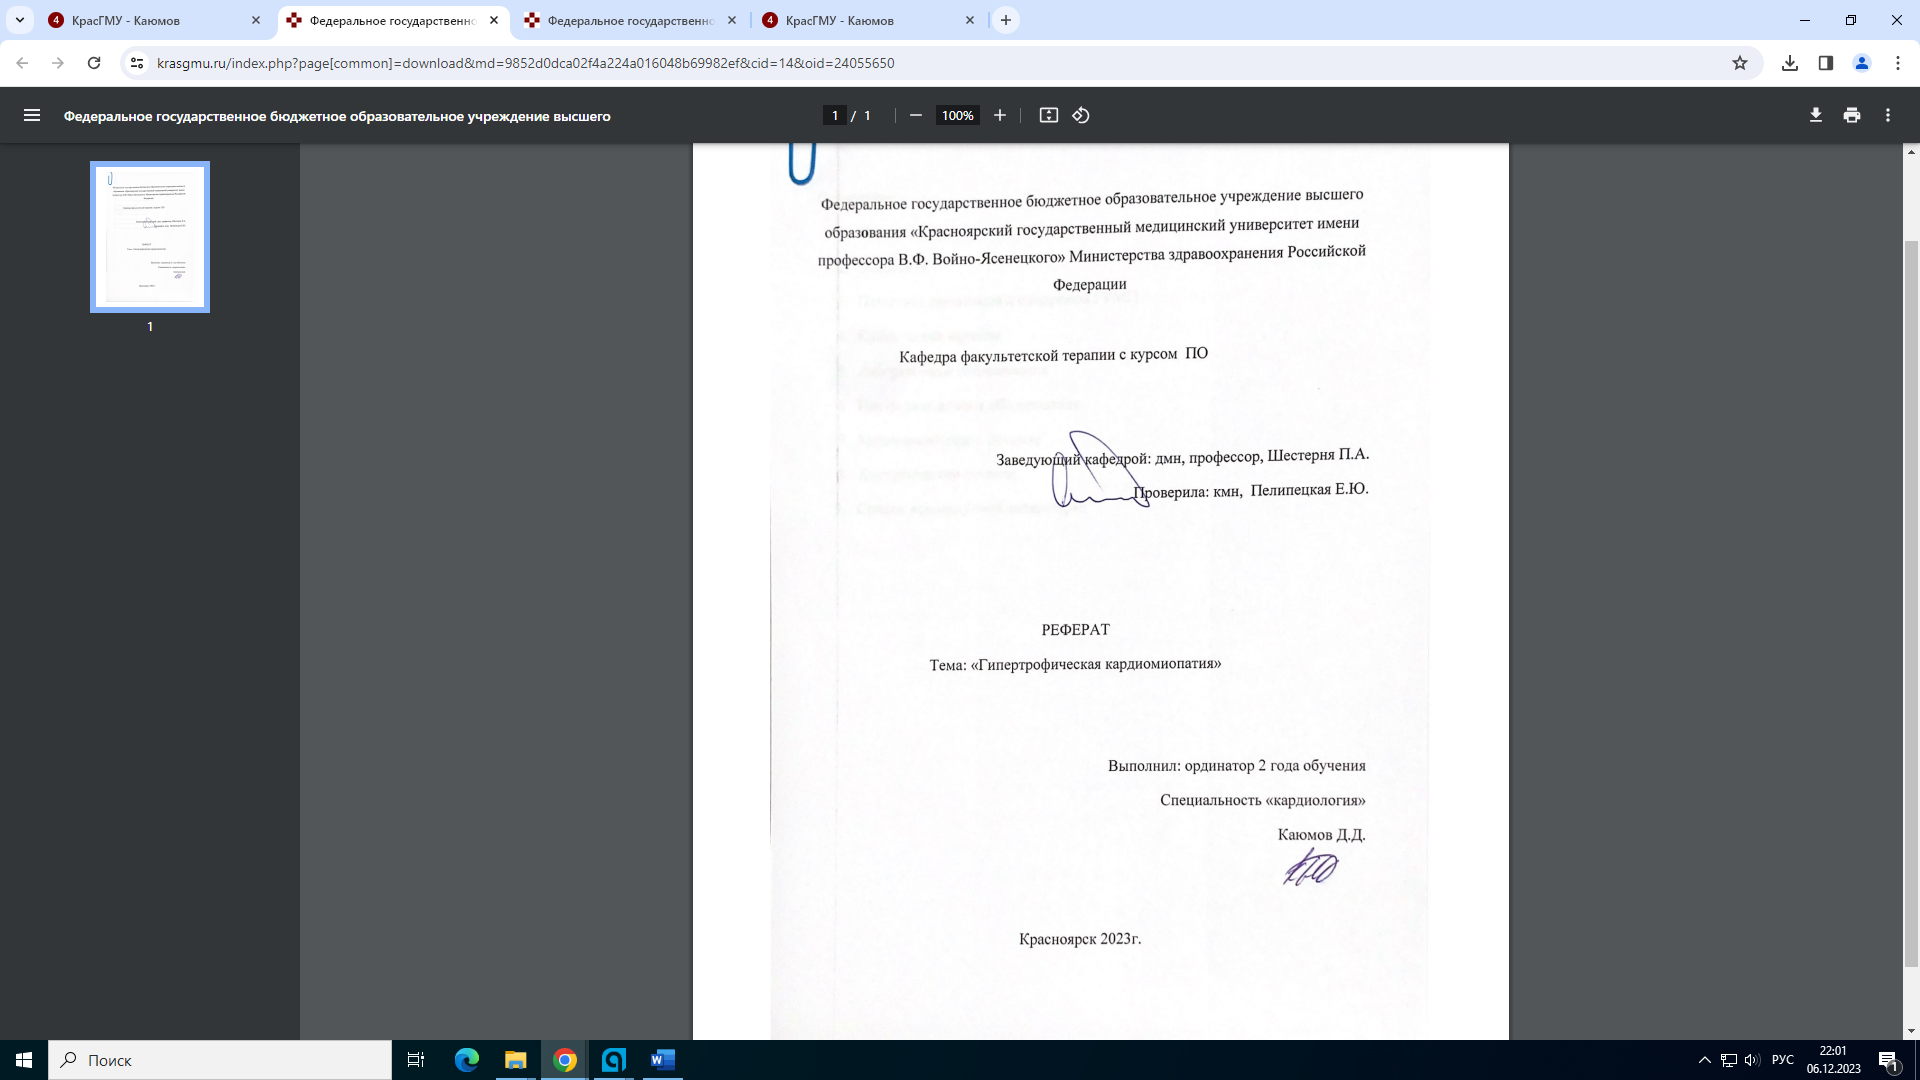 КрасГМУ - Каюмов
Федеральное государственно
Федеральное государственно
КрасГМУ - Каюмов
krasgmu.ru/index.php?page[common]=download&md=9852d0dca02f4a224a016048b69982ef&cid=14&oid=24055650
Федеральное государственное бюджетное образовательное учреждение высшего
1 / 1
100%
1
Федеральное государственное бюджетное образовательное учреждение высшего
образования «Красноярский государственный медицинский университет имени
профессора В.Ф. Войно-Ясенецкого» Министерства здравоохранения Российской
Федерации
Кафедра факультетской терапии с курсом ПО
Заведующий кафедрой: дмн, профессор, Шестерня П.А.
Проверила: кмн, Пелипецкая Е.Ю.
РЕФЕРАТ
Тема: «Гипертрофическая кардиомиопатия»
Выполнил: ординатор 2 года обучения
Специальность «кардиология»
Каюмов Д.Д.
Красноярск 2023г.
Поиск
РУС
22:01
06.12.2023
1